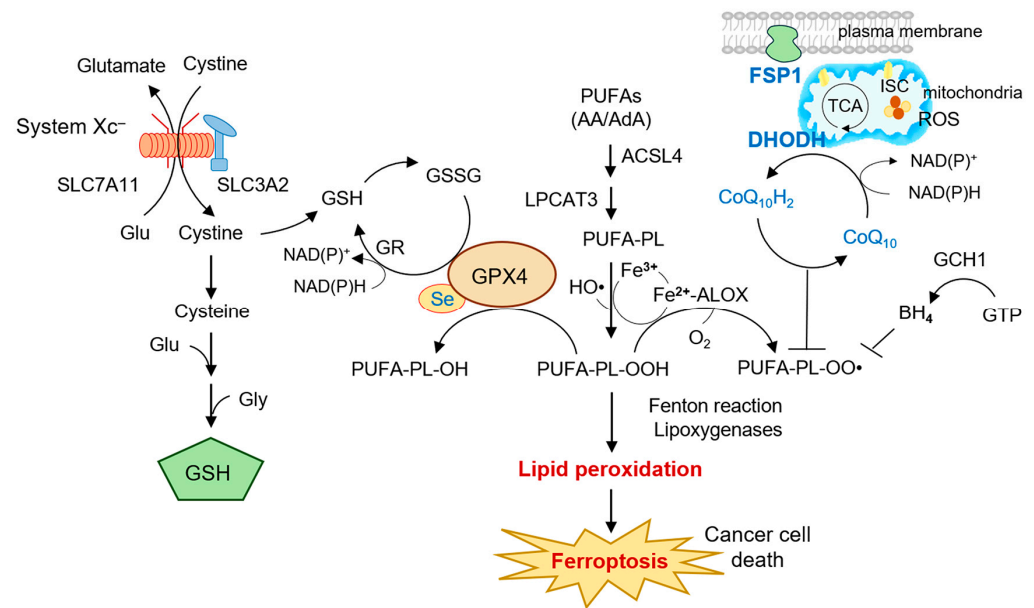 Glutamate
Cystine
System Xc⁻
SLC7A11
SLC3A2
Glu
Cystine
Cysteine
Glu
Gly
GSH
GSH
GSSG
GR
NAD(P)⁺
NAD(P)H
GPX4
Se
PUFA-PL-OH
PUFAs
(AA/AdA)
ACSL4
LPCAT3
PUFA-PL
HO•
Fe³⁺
Fe²⁺-ALOX
O₂
PUFA-PL-OOH
PUFA-PL-OO•
Fenton reaction
Lipoxygenases
Lipid peroxidation
Ferroptosis
Cancer cell
death
plasma membrane
FSP1
ISC
TCA
mitochondria
ROS
DHODH
NAD(P)⁺
NAD(P)H
CoQ₁₀H₂
CoQ₁₀
GCH1
BH₄
GTP